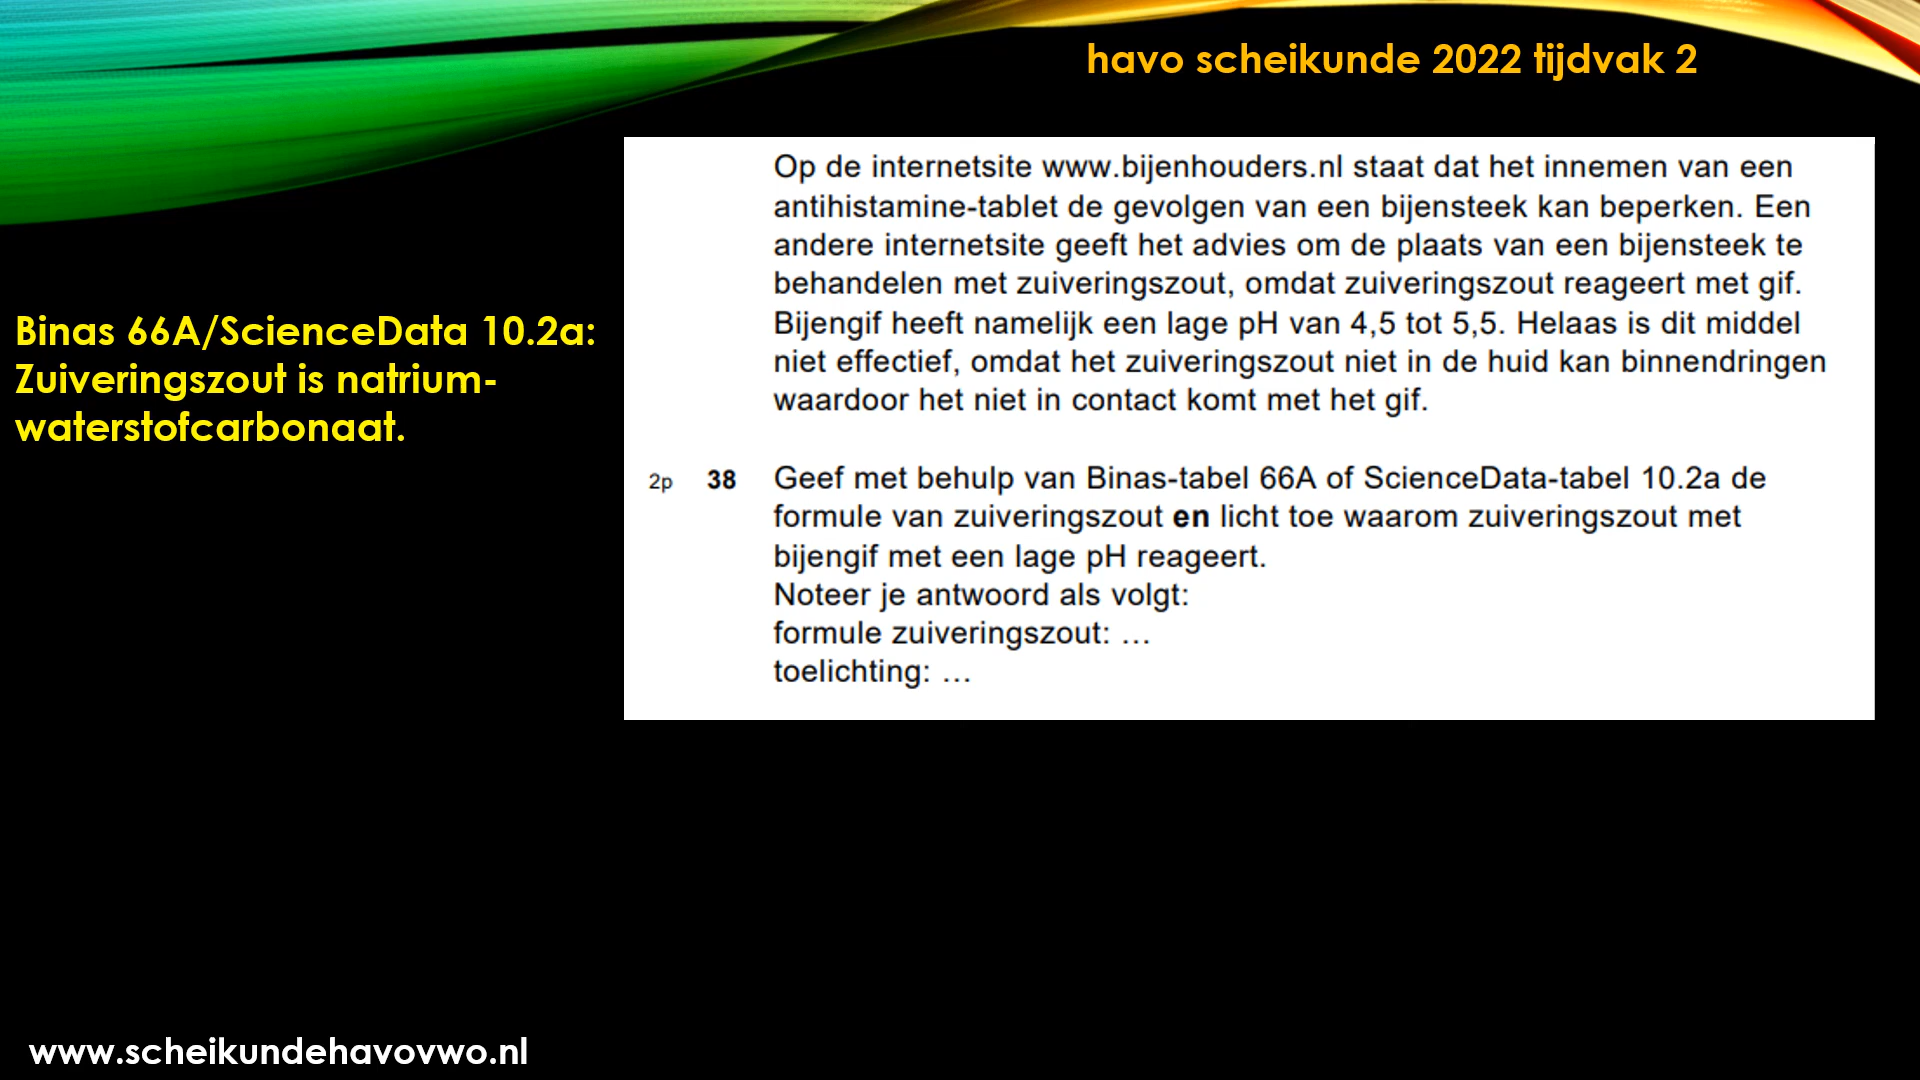 havo scheikunde 2022 tijdvak 2
Binas 66A/ScienceData 10.2a:
Zuiveringszout is natrium-
waterstofcarbonaat.
Op de internetsite www.bijenhouders.nl staat dat het innemen van een
antihistamine-tablet de gevolgen van een bijensteek kan beperken. Een
andere internetsite geeft het advies om de plaats van een bijensteek te
behandelen met zuiveringszout, omdat zuiveringszout reageert met gif.
Bijengif heeft namelijk een lage pH van 4,5 tot 5,5. Helaas is dit middel
niet effectief, omdat het zuiveringszout niet in de huid kan binnendringen
waardoor het niet in contact komt met het gif.
2p 38 Geef met behulp van Binas-tabel 66A of ScienceData-tabel 10.2a de
formule van zuiveringszout en licht toe waarom zuiveringszout met
bijengif met een lage pH reageert.
Noteer je antwoord als volgt:
formule zuiveringszout: …
toelichting: …
www.scheikundehavovwo.nl